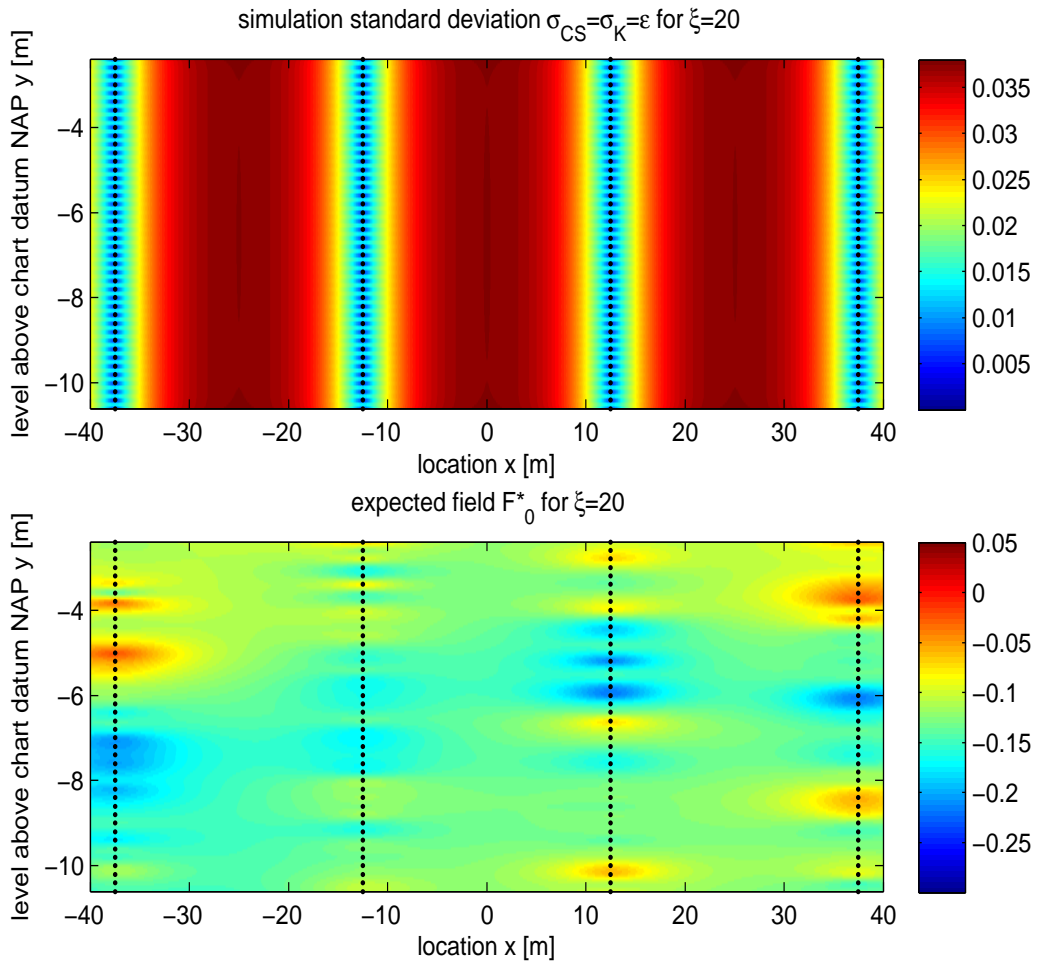 simulation standard deviation σ_CS=σ_K=ε for ξ=20
level above chart datum NAP y [m]
−4
−6
−8
−10
−40 −30 −20 −10 0 10 20 30 40
location x [m]
0.035
0.03
0.025
0.02
0.015
0.01
0.005
expected field F*_0 for ξ=20
level above chart datum NAP y [m]
−4
−6
−8
−10
−40 −30 −20 −10 0 10 20 30 40
location x [m]
0.05
0
−0.05
−0.1
−0.15
−0.2
−0.25